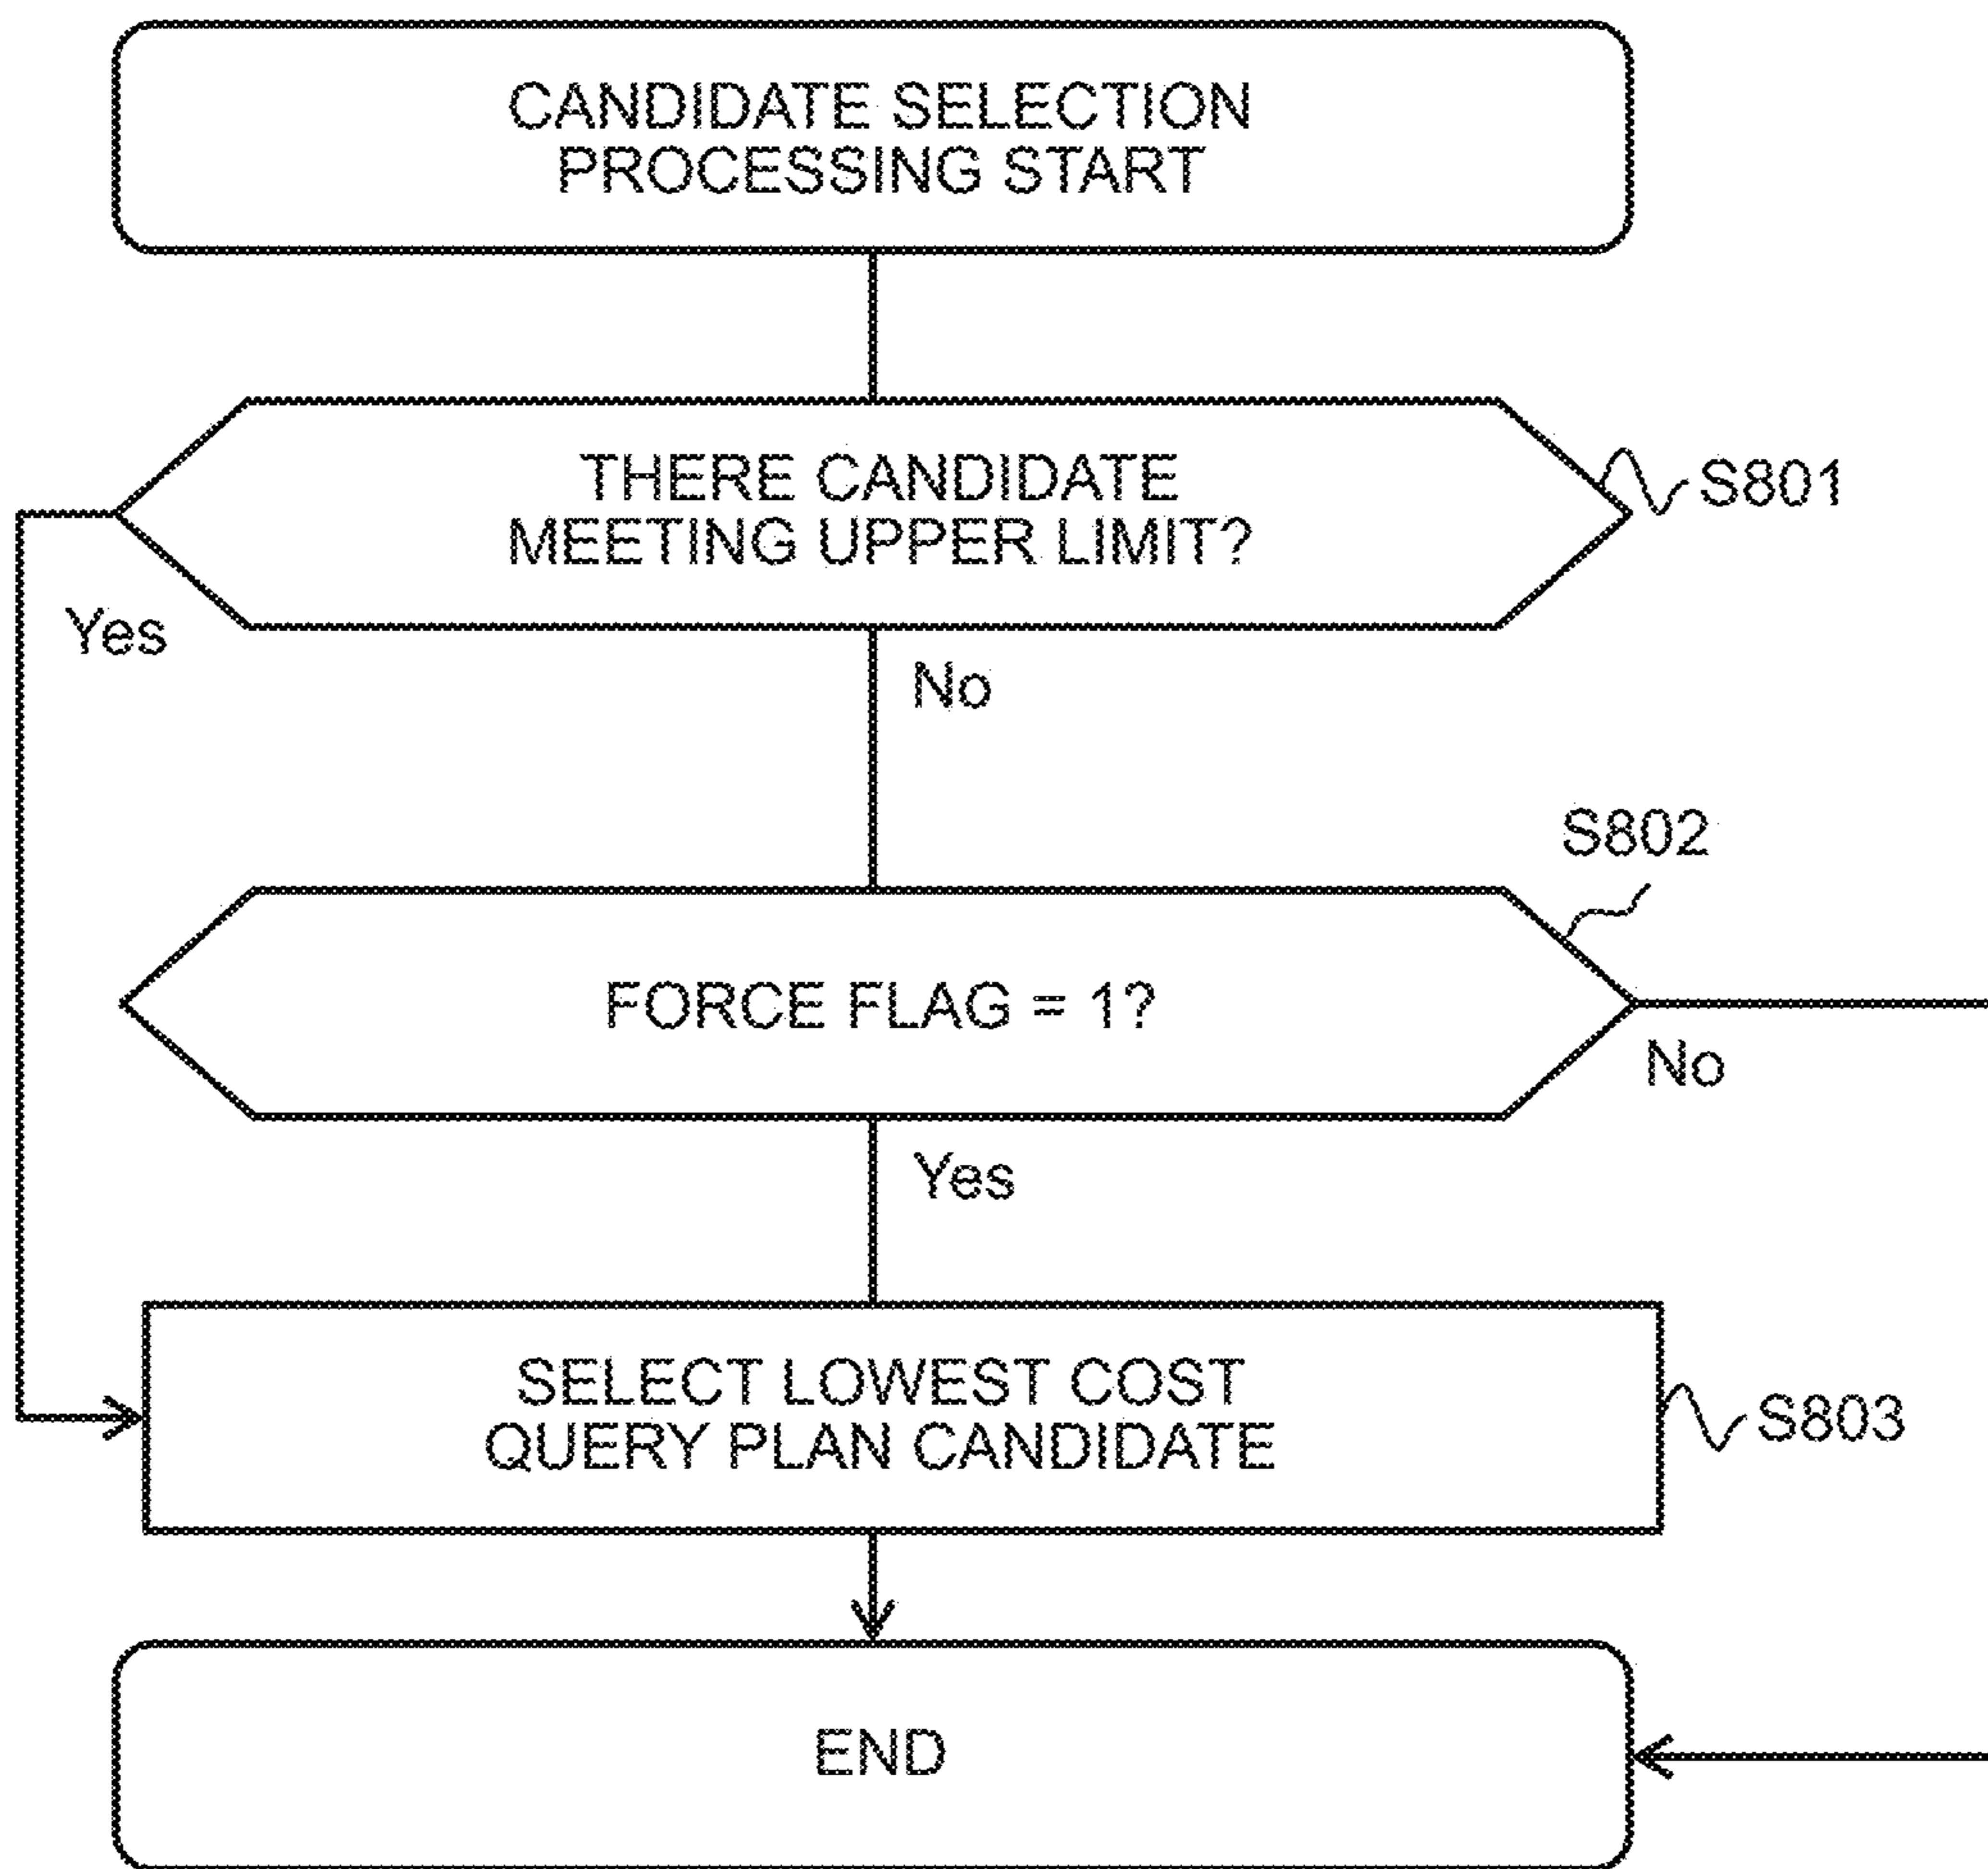 CANDIDATE SELECTION
PROCESSING START
THERE CANDIDATE
MEETING UPPER LIMIT?
S801
Yes
No
S802
FORCE FLAG = 1?
No
Yes
SELECT LOWEST COST
QUERY PLAN CANDIDATE
S803
END